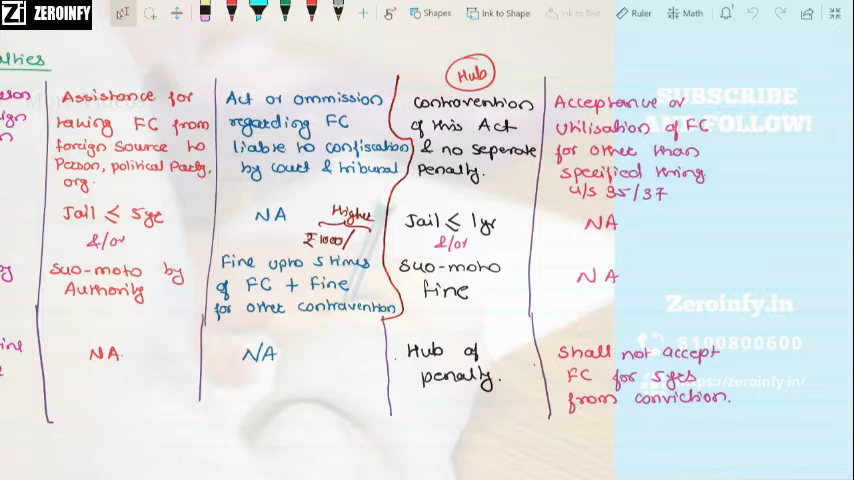 Zi ZEROINFY
Shapes
Ink to Shape
Ink to Text
Ruler
Math
alties
Hub
Assistance for
taking FC from
foreign source to
Person, political Party,
org.
Jail ≤ 5ye
&/or
Suo-moto by
Authority
NA
Act or ommission
regarding FC
liable to confiscation
by court & tribunal
NA
Higher
₹1000/
Fine upto 5 times
of FC + Fine
for other contravention
NA
Contravention
of this Act
& no seperate
penalty.
Jail ≤ 1yr
&/or
Suo-moto
fine
Hub of
penalty.
Acceptance or
Utilisation of FC
for other than
specified thing
u/s 35/37
NA
NA
Shall not accept
FC for 5yes
from conviction.
SUBSCRIBE
AND FOLLOW!
Zeroinfy.in
8100800600
https://zeroinfy.in/